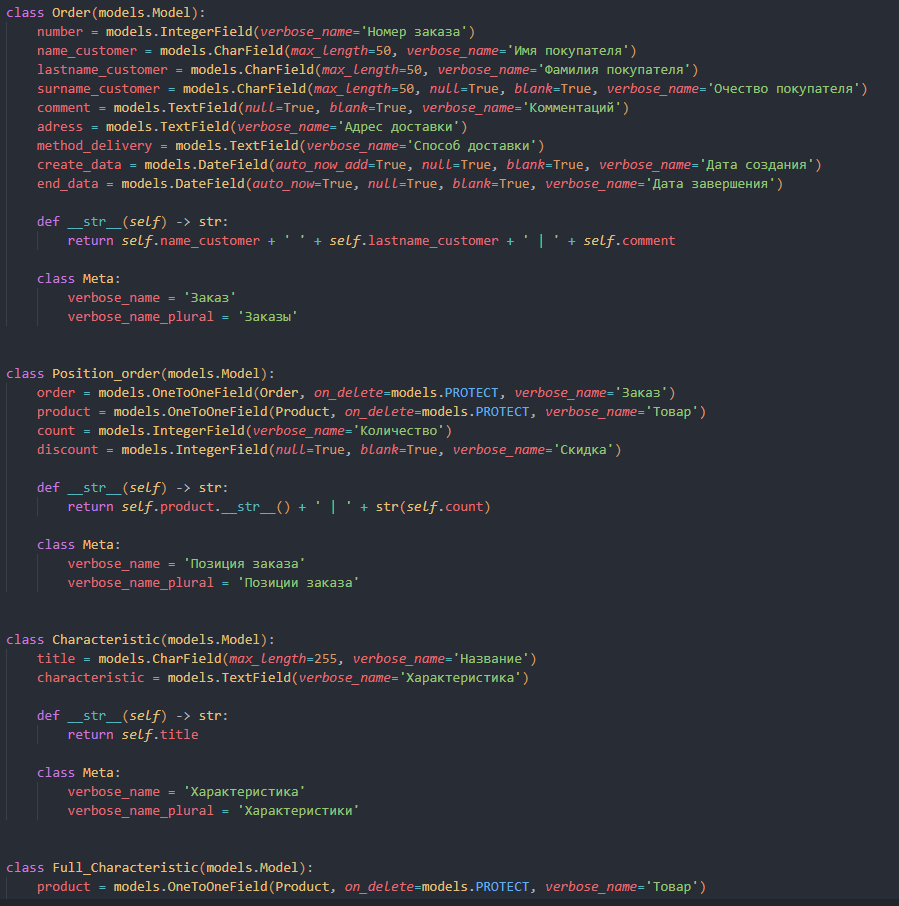 class Order(models.Model):
number = models.IntegerField(verbose_name='Номер заказа')
name_customer = models.CharField(max_length=50, verbose_name='Имя покупателя')
lastname_customer = models.CharField(max_length=50, verbose_name='Фамилия покупателя')
surname_customer = models.CharField(max_length=50, null=True, blank=True, verbose_name='Очество покупателя')
comment = models.TextField(null=True, blank=True, verbose_name='Комментаций')
adress = models.TextField(verbose_name='Адрес доставки')
method_delivery = models.TextField(verbose_name='Способ доставки')
create_data = models.DateField(auto_now_add=True, null=True, blank=True, verbose_name='Дата создания')
end_data = models.DateField(auto_now=True, null=True, blank=True, verbose_name='Дата завершения')
def __str__(self) -> str:
return self.name_customer + ' ' + self.lastname_customer + ' | ' + self.comment
class Meta:
verbose_name = 'Заказ'
verbose_name_plural = 'Заказы'
class Position_order(models.Model):
order = models.OneToOneField(Order, on_delete=models.PROTECT, verbose_name='Заказ')
product = models.OneToOneField(Product, on_delete=models.PROTECT, verbose_name='Товар')
count = models.IntegerField(verbose_name='Количество')
discount = models.IntegerField(null=True, blank=True, verbose_name='Скидка')
def __str__(self) -> str:
return self.product.__str__() + ' | ' + str(self.count)
class Meta:
verbose_name = 'Позиция заказа'
verbose_name_plural = 'Позиции заказа'
class Characteristic(models.Model):
title = models.CharField(max_length=255, verbose_name='Название')
characteristic = models.TextField(verbose_name='Характеристика')
def __str__(self) -> str:
return self.title
class Meta:
verbose_name = 'Характеристика'
verbose_name_plural = 'Характеристики'
class Full_Characteristic(models.Model):
product = models.OneToOneField(Product, on_delete=models.PROTECT, verbose_name='Товар')